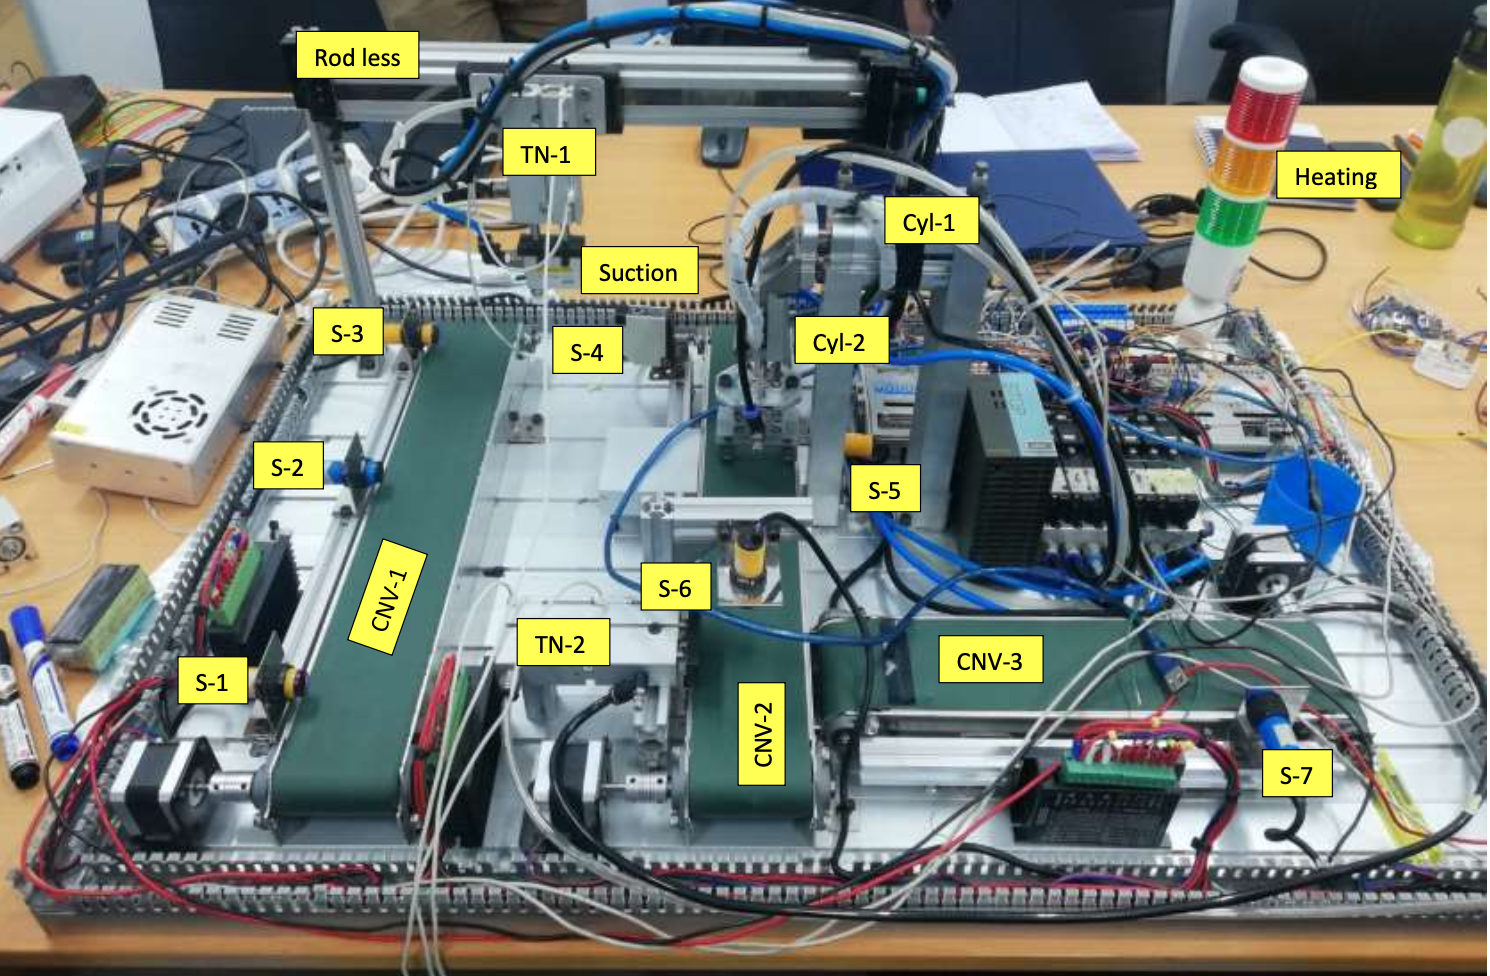 Rod less
TN-1
Heating
Cyl-1
Suction
S-3
S-4
Cyl-2
S-2
S-5
CNV-1
S-6
TN-2
CNV-3
S-1
CNV-2
S-7